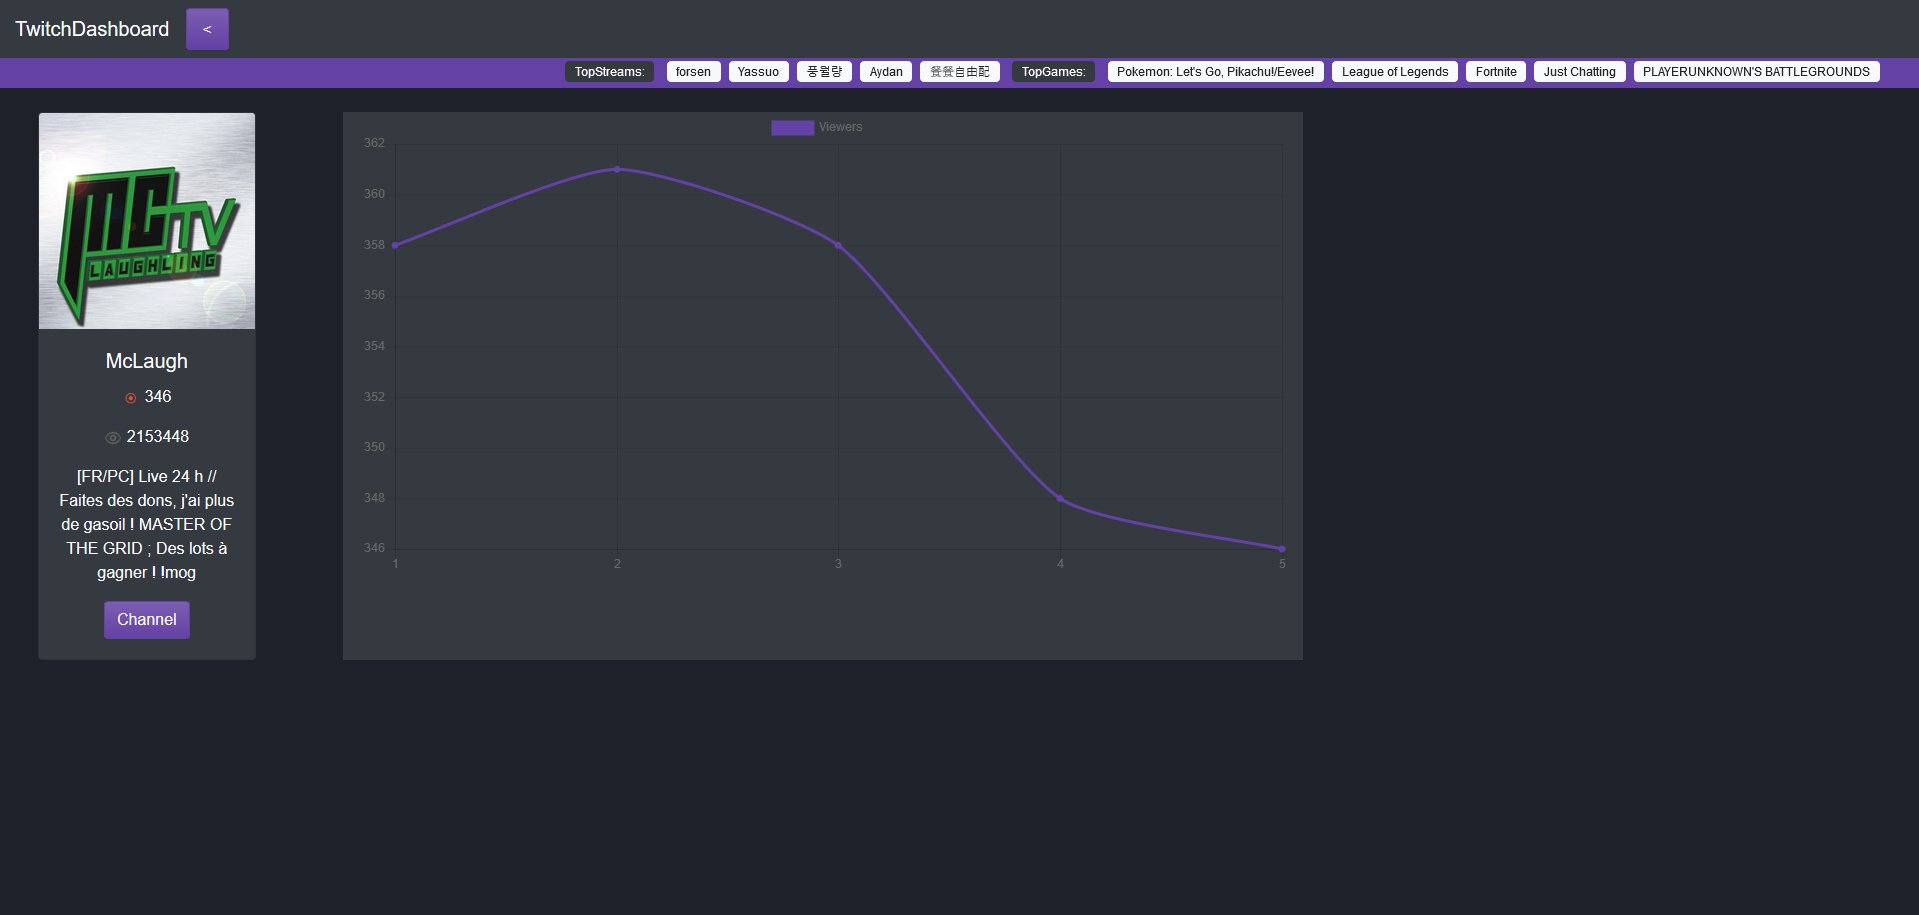 TwitchDashboard <
TopStreams: forsen Yassuo 풍월량 Aydan 餐餐自由配 TopGames: Pokemon: Let's Go, Pikachu!/Eevee! League of Legends Fortnite Just Chatting PLAYERUNKNOWN'S BATTLEGROUNDS
MCTV
LAUGHLING
McLaugh
346
2153448
[FR/PC] Live 24 h //
Faites des dons, j'ai plus
de gasoil ! MASTER OF
THE GRID ; Des lots à
gagner ! !mog
Channel
Viewers
362
360
358
356
354
352
350
348
346
1 2 3 4 5